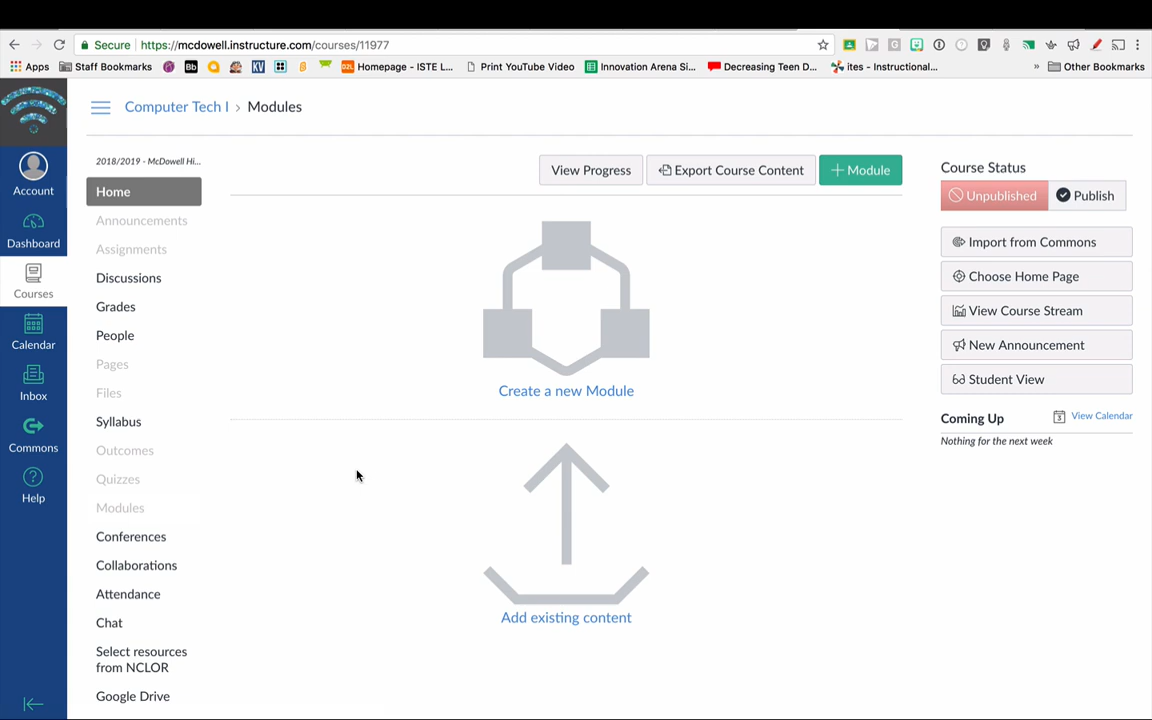 Secure https://mcdowell.instructure.com/courses/11977
Apps Staff Bookmarks Bb KV Homepage - ISTE L... Print YouTube Video Innovation Arena Si... Decreasing Teen D... ites - Instructional... » Other Bookmarks
Computer Tech I › Modules
2018/2019 - McDowell Hi...
View Progress Export Course Content + Module
Course Status
Unpublished Publish
Home
Announcements
Assignments
Discussions
Grades
People
Pages
Files
Syllabus
Outcomes
Quizzes
Modules
Conferences
Collaborations
Attendance
Chat
Select resources
from NCLOR
Google Drive
Account
Dashboard
Courses
Calendar
Inbox
Commons
Help
Create a new Module
Add existing content
Import from Commons
Choose Home Page
View Course Stream
New Announcement
Student View
Coming Up View Calendar
Nothing for the next week